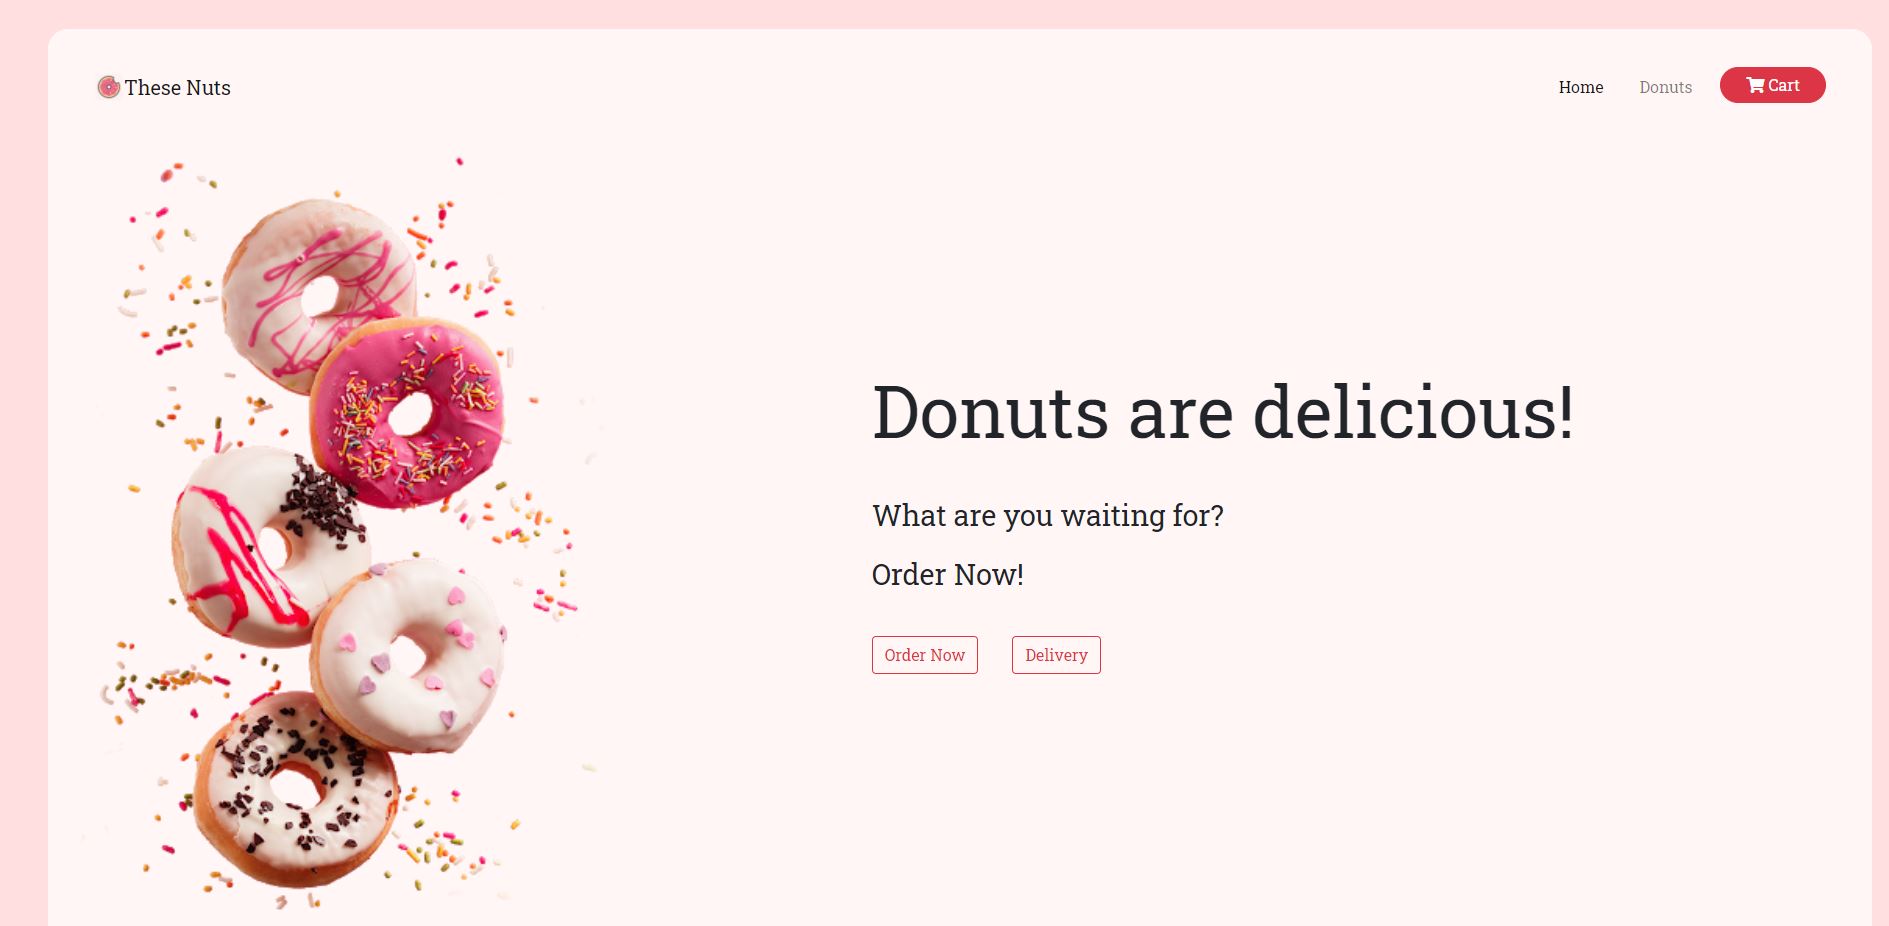 These Nuts
Home Donuts Cart
Donuts are delicious!
What are you waiting for?
Order Now!
Order Now Delivery